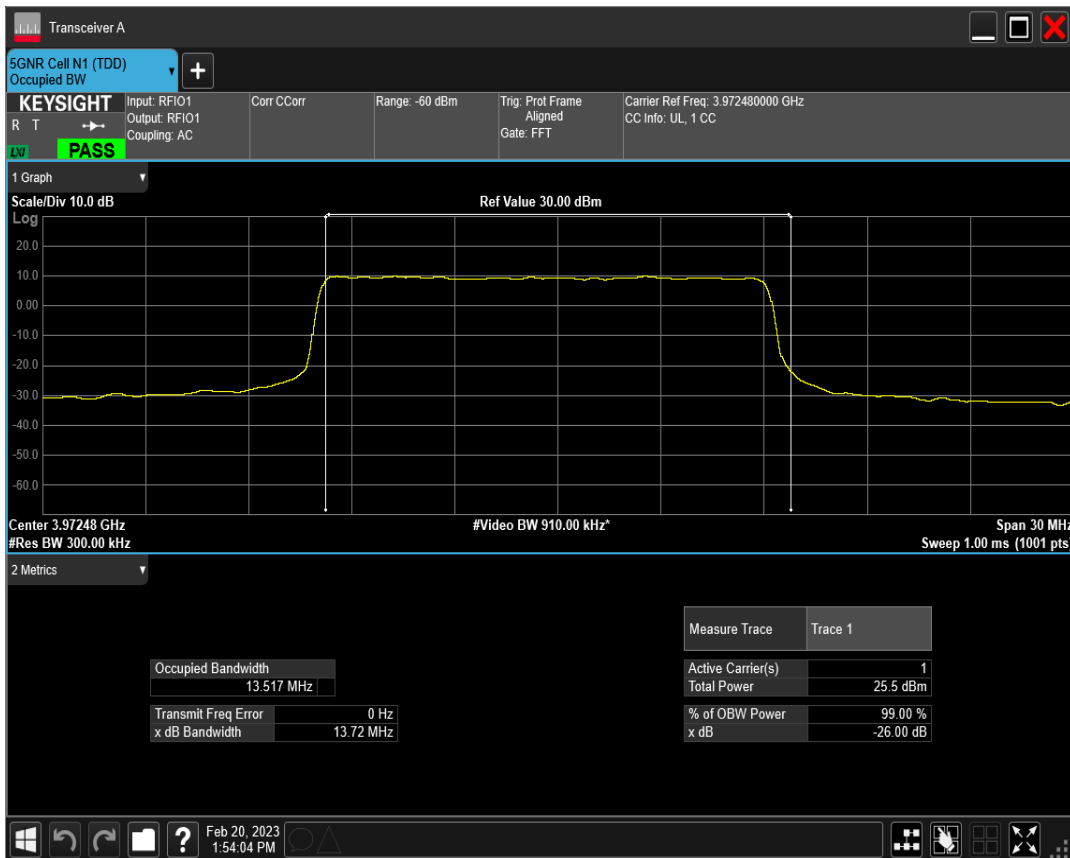 Transceiver A
5GNR Cell N1 (TDD)
Occupied BW
+
KEYSIGHT
R T
LXI
PASS
Input: RFIO1
Output: RFIO1
Coupling: AC
Corr CCorr
Range: -60 dBm
Trig: Prot Frame
Aligned
Gate: FFT
Carrier Ref Freq: 3.972480000 GHz
CC Info: UL, 1 CC
1 Graph
Scale/Div 10.0 dB
Ref Value 30.00 dBm
Log
20.0
10.0
0.00
-10.0
-20.0
-30.0
-40.0
-50.0
-60.0
Center 3.97248 GHz
#Video BW 910.00 kHz*
Span 30 MHz
#Res BW 300.00 kHz
Sweep 1.00 ms (1001 pts)
2 Metrics
Measure Trace Trace 1
Occupied Bandwidth
13.517 MHz
Active Carrier(s) 1
Total Power 25.5 dBm
Transmit Freq Error 0 Hz
x dB Bandwidth 13.72 MHz
% of OBW Power 99.00 %
x dB -26.00 dB
?
Feb 20, 2023
1:54:04 PM